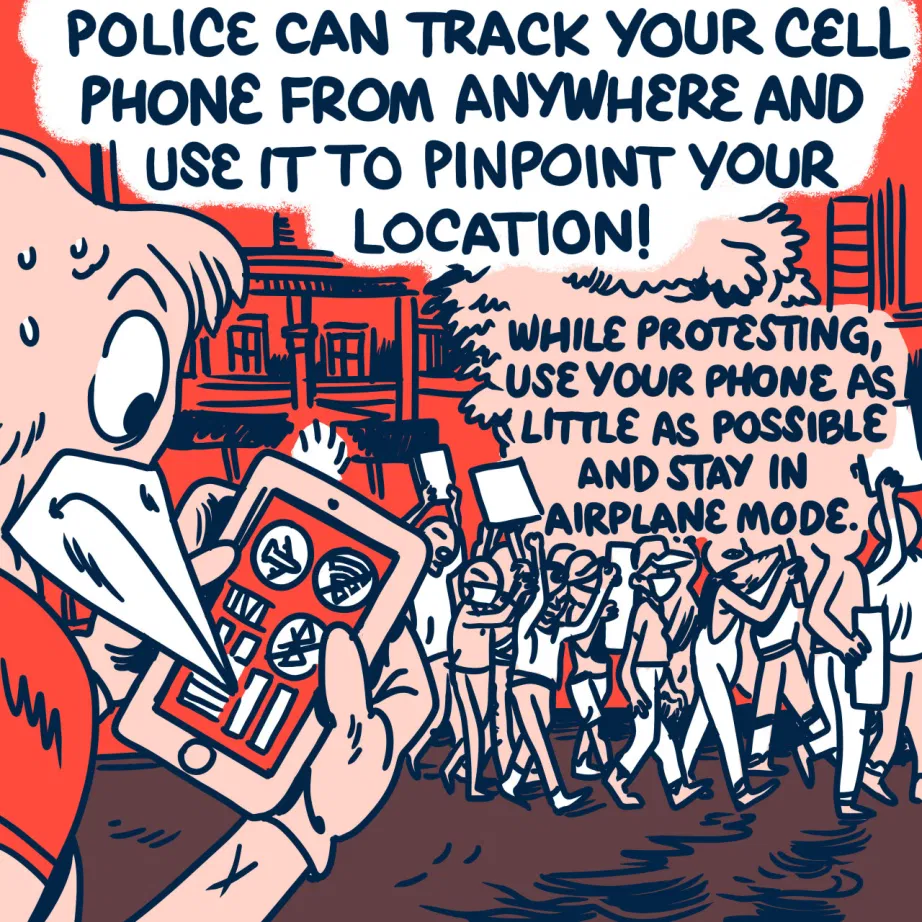 POLICE CAN TRACK YOUR CELL
PHONE FROM ANYWHERE AND
USE IT TO PINPOINT YOUR
LOCATION!
WHILE PROTESTING,
USE YOUR PHONE AS
LITTLE AS POSSIBLE
AND STAY IN
AIRPLANE MODE.